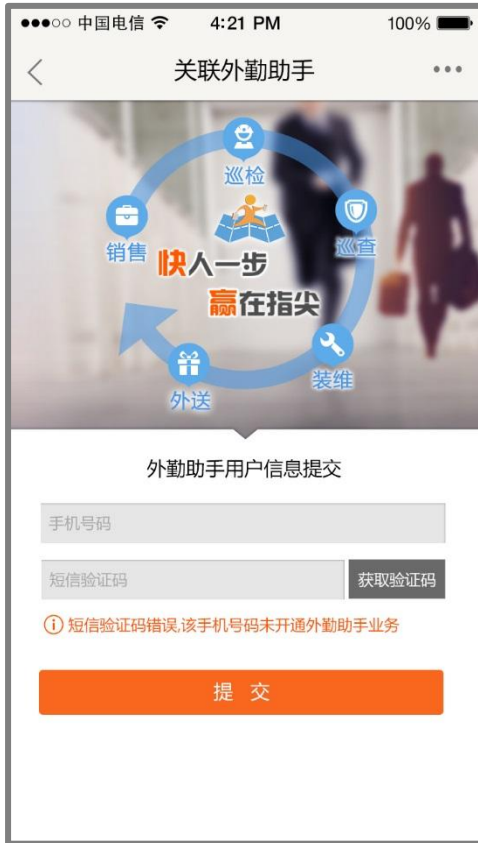 中国电信 4:21 PM 100%
关联外勤助手
巡检
销售
巡查
快人一步
赢在指尖
装维
外送
外勤助手用户信息提交
手机号码
短信验证码 获取验证码
短信验证码错误,该手机号码未开通外勤助手业务
提 交